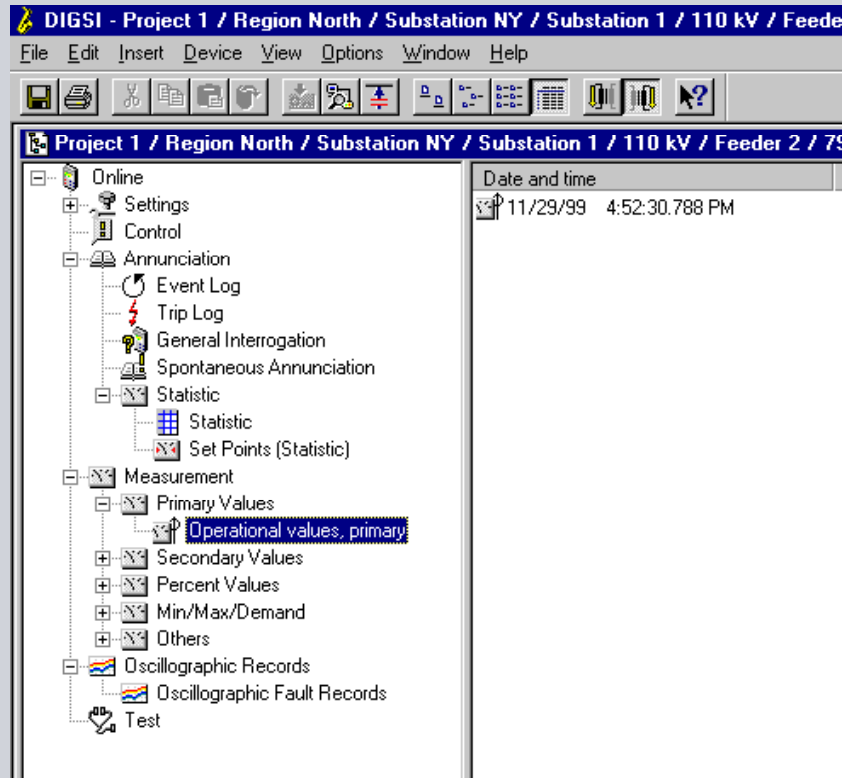 DIGSI - Project 1 / Region North / Substation NY / Substation 1 / 110 kV / Feede
File Edit Insert Device View Options Window Help
Project 1 / Region North / Substation NY / Substation 1 / 110 kV / Feeder 2 / 7S
Online
Date and time
Settings
11/29/99 4:52:30.788 PM
Control
Annunciation
Event Log
Trip Log
General Interrogation
Spontaneous Annunciation
Statistic
Statistic
Set Points (Statistic)
Measurement
Primary Values
Operational values, primary
Secondary Values
Percent Values
Min/Max/Demand
Others
Oscillographic Records
Oscillographic Fault Records
Test